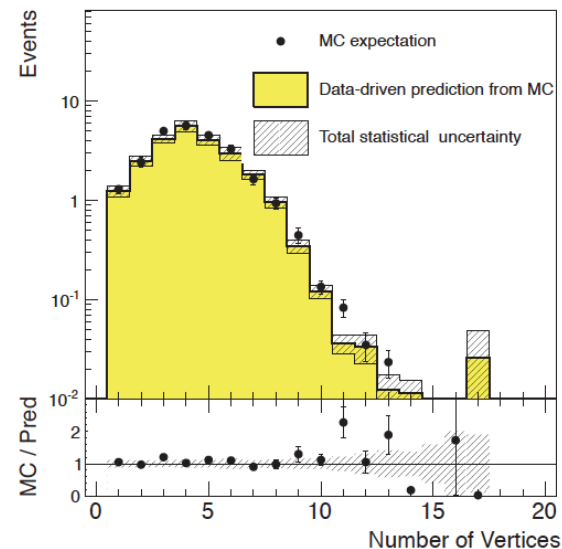 Events
MC expectation
Data-driven prediction from MC
Total statistical uncertainty
10
1
10⁻¹
10⁻²
MC / Pred
2
1
0
0 5 10 15 20
Number of Vertices